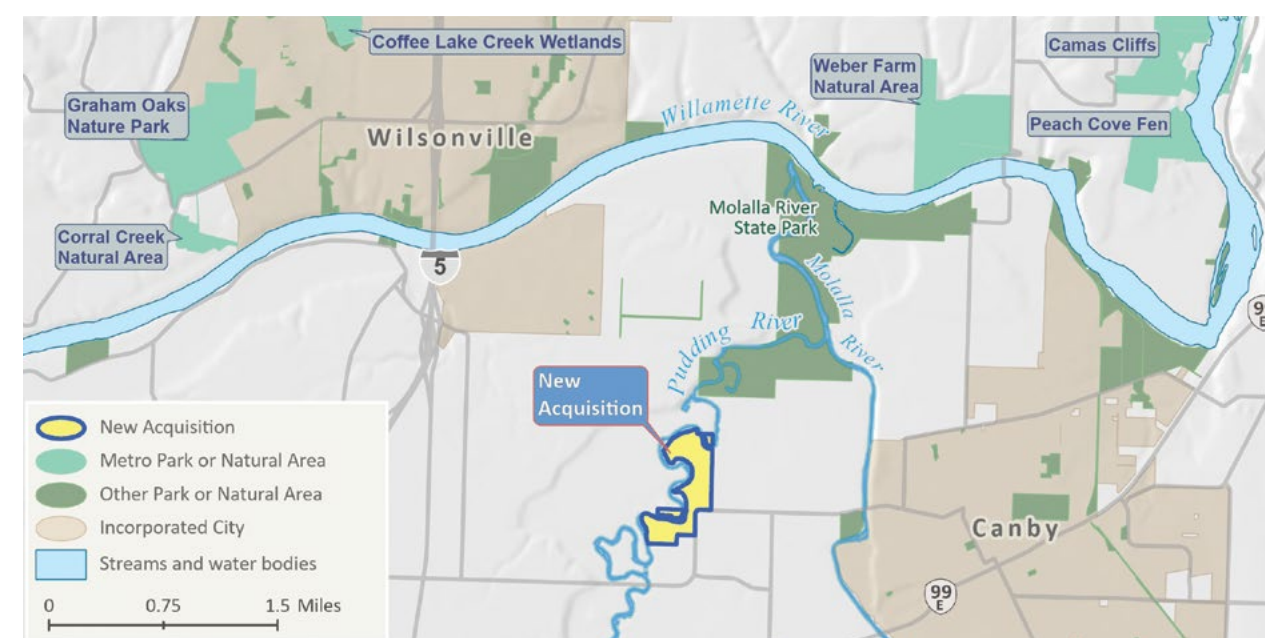 Coffee Lake Creek Wetlands
Camas Cliffs
Weber Farm
Natural Area
Graham Oaks
Nature Park
Willamette River
Peach Cove Fen
Wilsonville
Molalla River
State Park
Corral Creek
Natural Area
5
Molalla
River
Pudding River
New
Acquisition
New Acquisition
Metro Park or Natural Area
Other Park or Natural Area
Incorporated City
Streams and water bodies
0 0.75 1.5 Miles
Canby
99
E